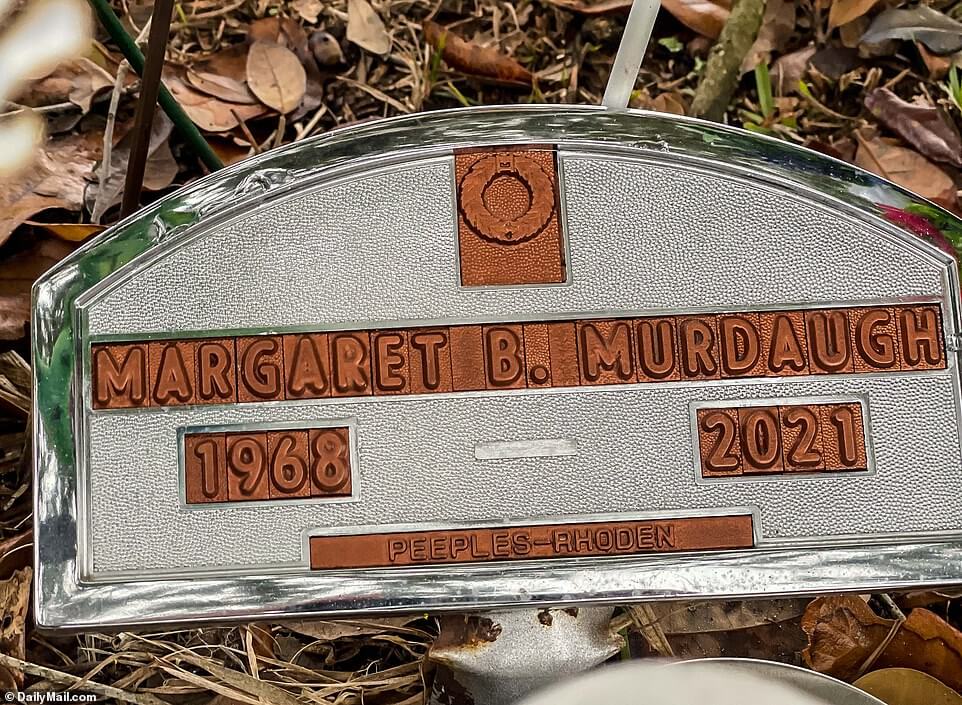 MARGARET B. MURDAUGH
1968 2021
PEEPLES-RHODEN
© DailyMail.com